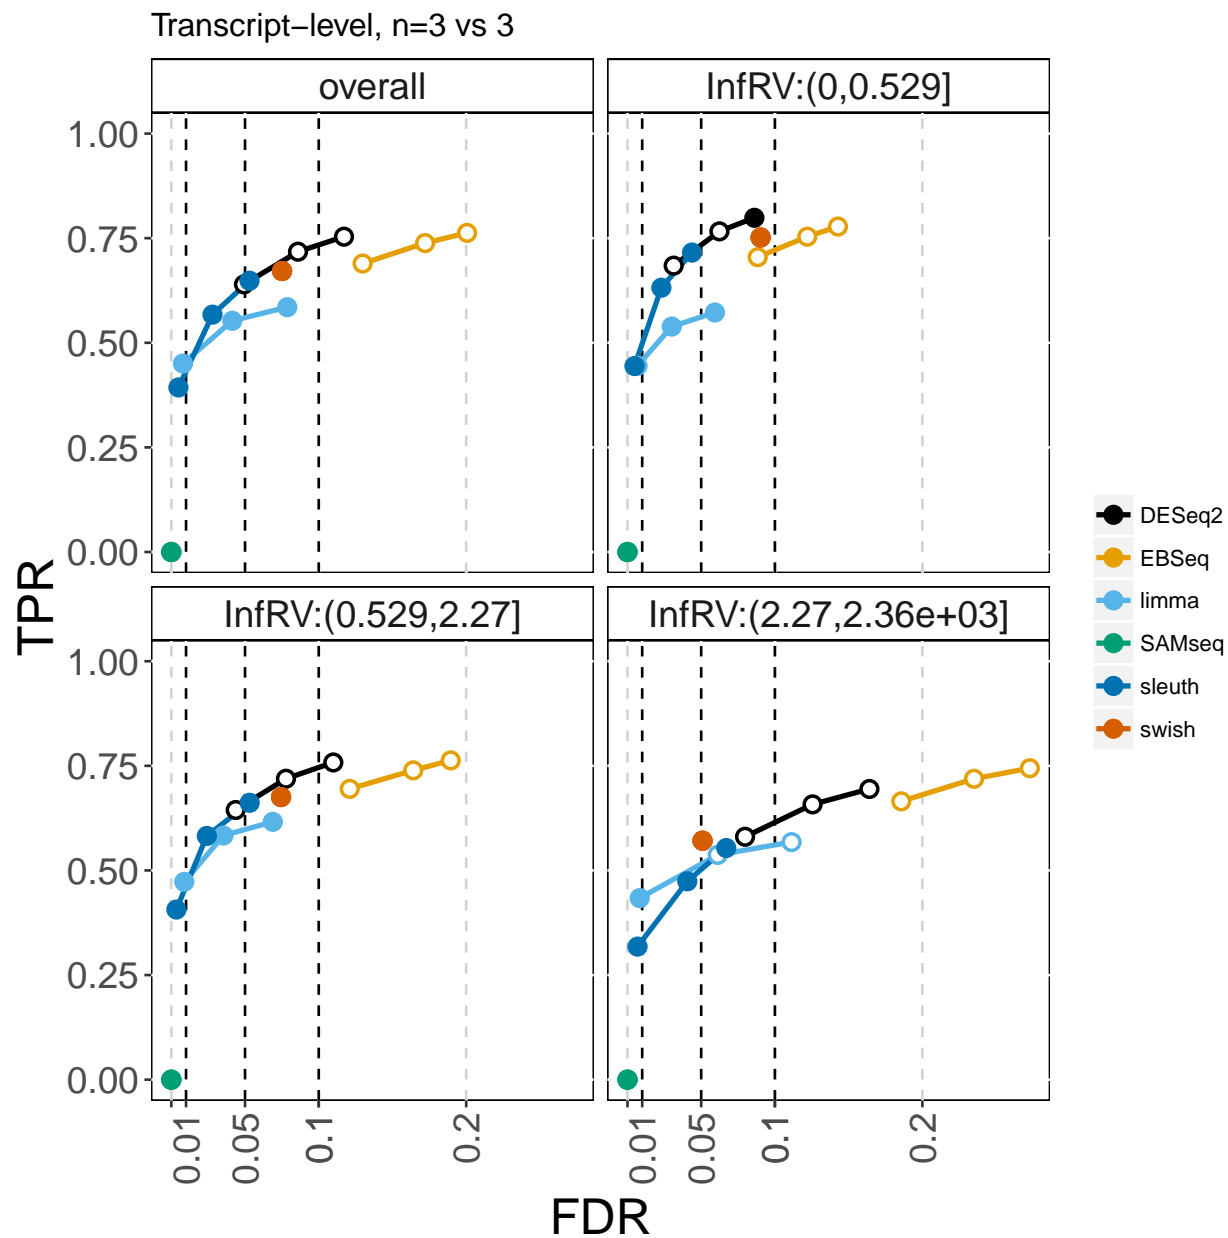 Transcript−level, n=3 vs 3
overall
InfRV:(0,0.529]
1.00
0.75
0.50
0.25
0.00
InfRV:(0.529,2.27]
InfRV:(2.27,2.36e+03]
1.00
0.75
0.50
0.25
0.00
TPR
0.01
0.05
0.1
0.2
0.01
0.05
0.1
0.2
FDR
DESeq2
EBSeq
limma
SAMseq
sleuth
swish